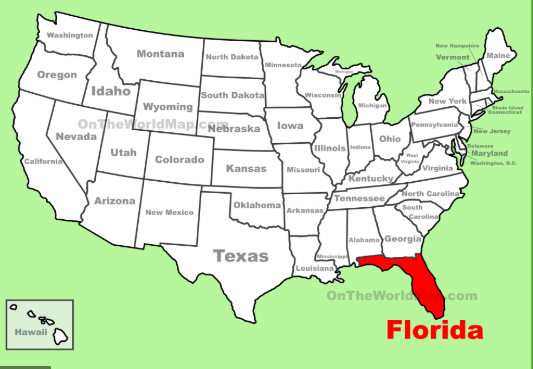 Washington
Oregon
California
Nevada
Idaho
Montana
Wyoming
Utah
Colorado
Arizona
New Mexico
North Dakota
South Dakota
Nebraska
Kansas
Oklahoma
Texas
Minnesota
Iowa
Missouri
Arkansas
Louisiana
Wisconsin
Illinois
Michigan
Michigan
Indiana
Ohio
Kentucky
Tennessee
Mississippi
Alabama
Georgia
South
Carolina
North Carolina
Virginia
West
Virginia
Pennsylvania
New York
New Hampshire
Vermont
Maine
Massachusetts
Rhode Island
Connecticut
New Jersey
Delaware
Maryland
Washington, D.C.
OnTheWorldMap.com
OnTheWorldMap.com
Florida
Hawaii